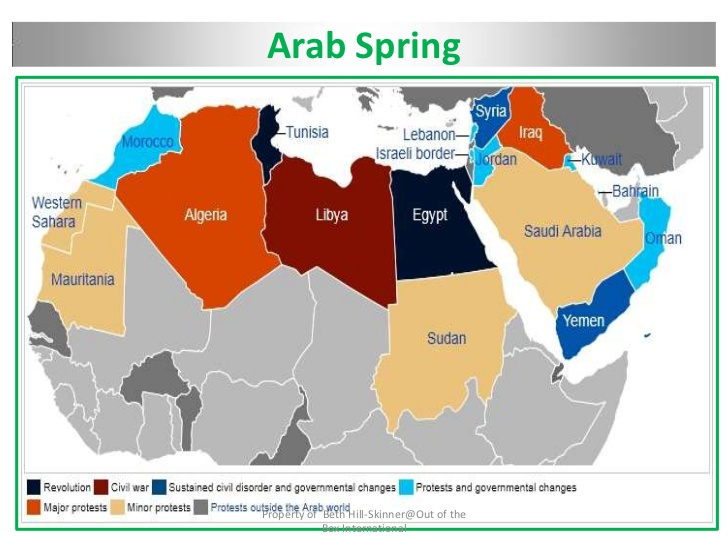 Arab Spring
Syria
Morocco
Tunisia
Lebanon
Iraq
Israeli border
Jordan
Kuwait
Bahrain
Western
Sahara
Algeria
Libya
Egypt
Saudi Arabia
Oman
Mauritania
Yemen
Sudan
Revolution Civil war Sustained civil disorder and governmental changes Protests and governmental changes
Major protests Minor protests Protests outside the Arab world
Property of Beth Hill-Skinner@Out of the
Box International